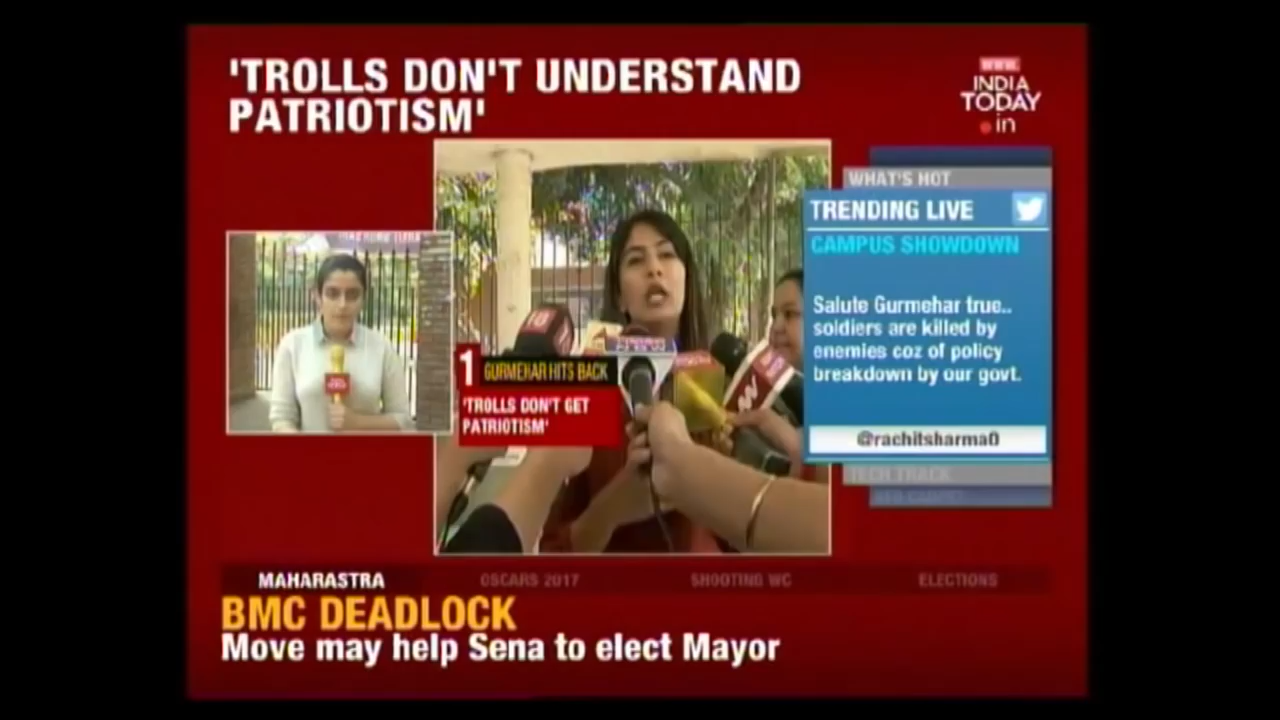 'TROLLS DON'T UNDERSTAND
PATRIOTISM'
www.
INDIA
TODAY
.in
WHAT'S HOT
TRENDING LIVE
CAMPUS SHOWDOWN
Salute Gurmehar true..
soldiers are killed by
enemies coz of policy
breakdown by our govt.
@rachitsharma0
TECH TRACK
1 GURMEHAR HITS BACK
'TROLLS DON'T GET
PATRIOTISM'
MAHARASTRA
OSCARS 2017
SHOOTING WC
ELECTIONS
BMC DEADLOCK
Move may help Sena to elect Mayor